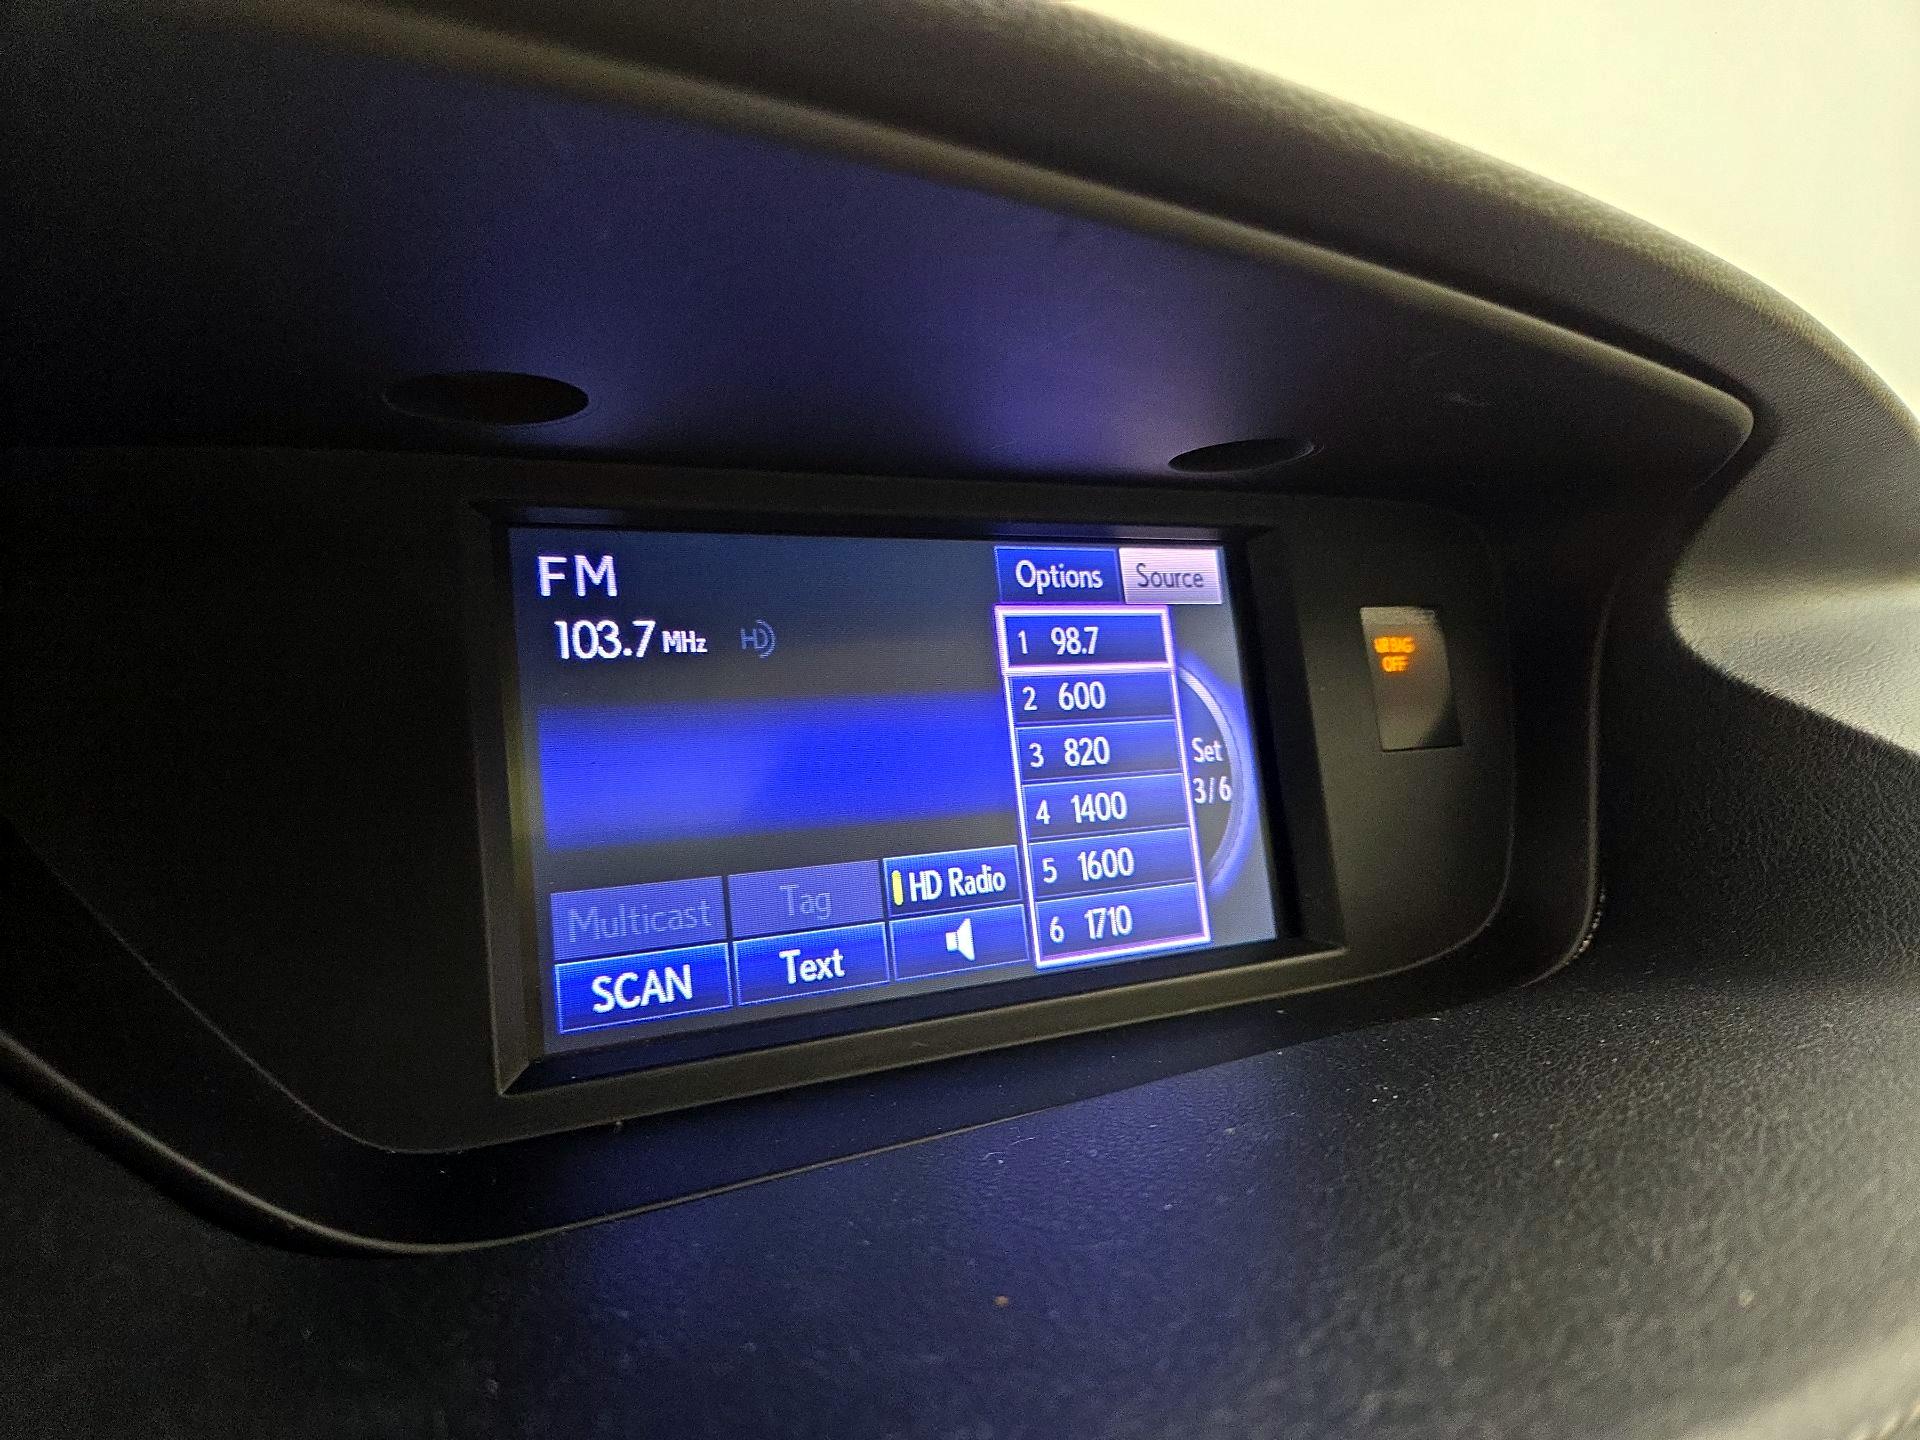 FM
Options Source
103.7 MHz HD
1 98.7
2 600
3 820
4 1400
5 1600
6 1710
Set
3/6
Multicast Tag HD Radio
SCAN Text
AIRBAG
OFF